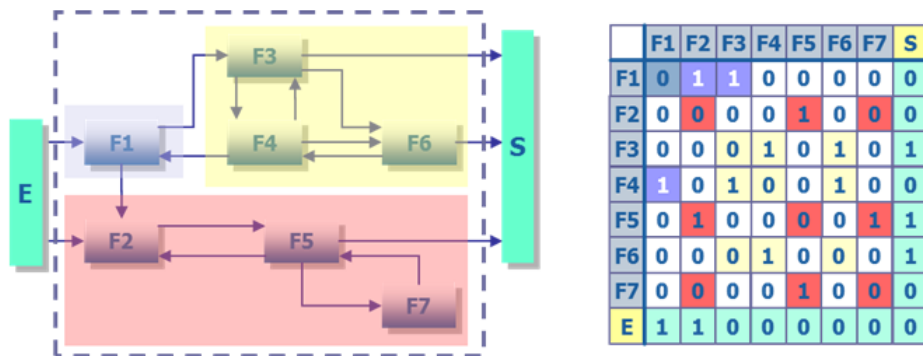 F3
F1
F4
F6
E
S
F2
F5
F7
F1 F2 F3 F4 F5 F6 F7 S
F1 0 1 1 0 0 0 0 0
F2 0 0 0 0 1 0 0 0
F3 0 0 0 1 0 1 0 1
F4 1 0 1 0 0 1 0 0
F5 0 1 0 0 0 0 1 1
F6 0 0 0 1 0 0 0 1
F7 0 0 0 0 1 0 0 0
E 1 1 0 0 0 0 0 0